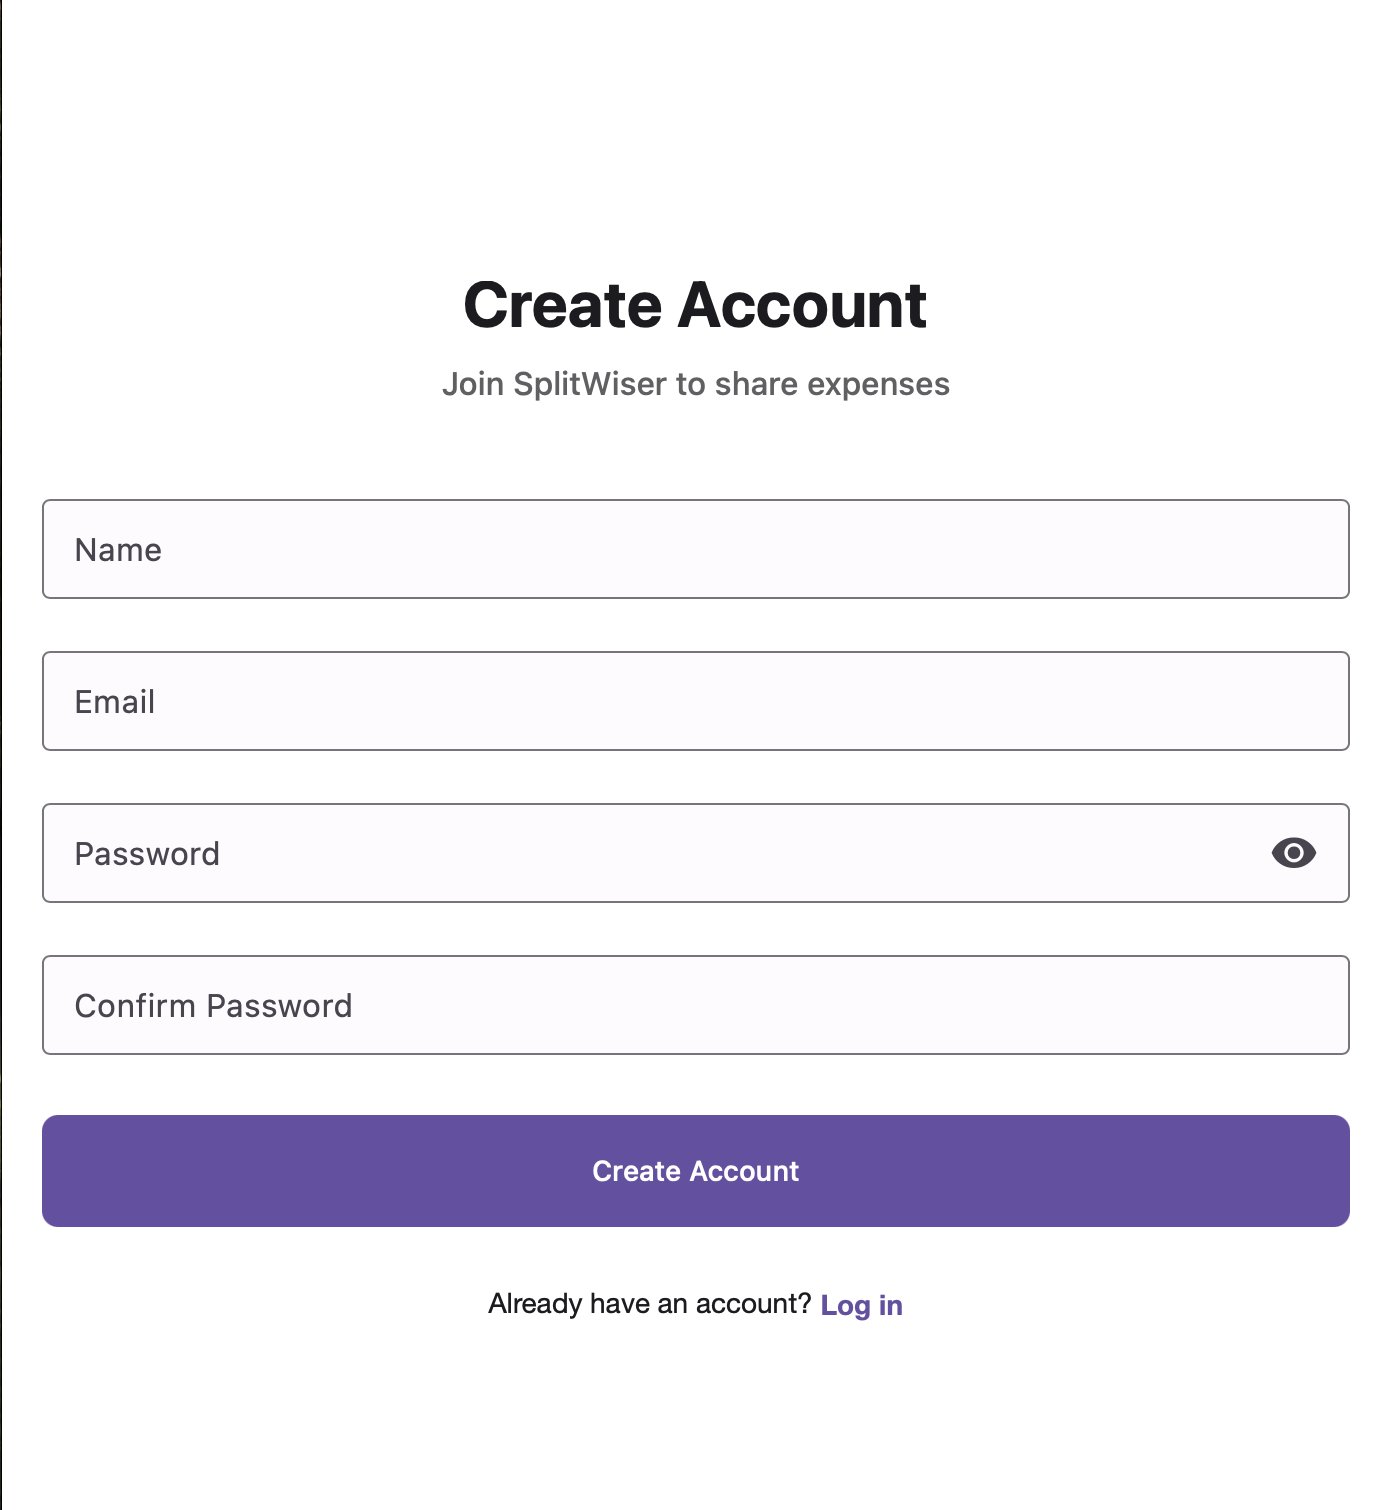 Create Account
Join SplitWiser to share expenses
Name
Email
Password
Confirm Password
Create Account
Already have an account? Log in